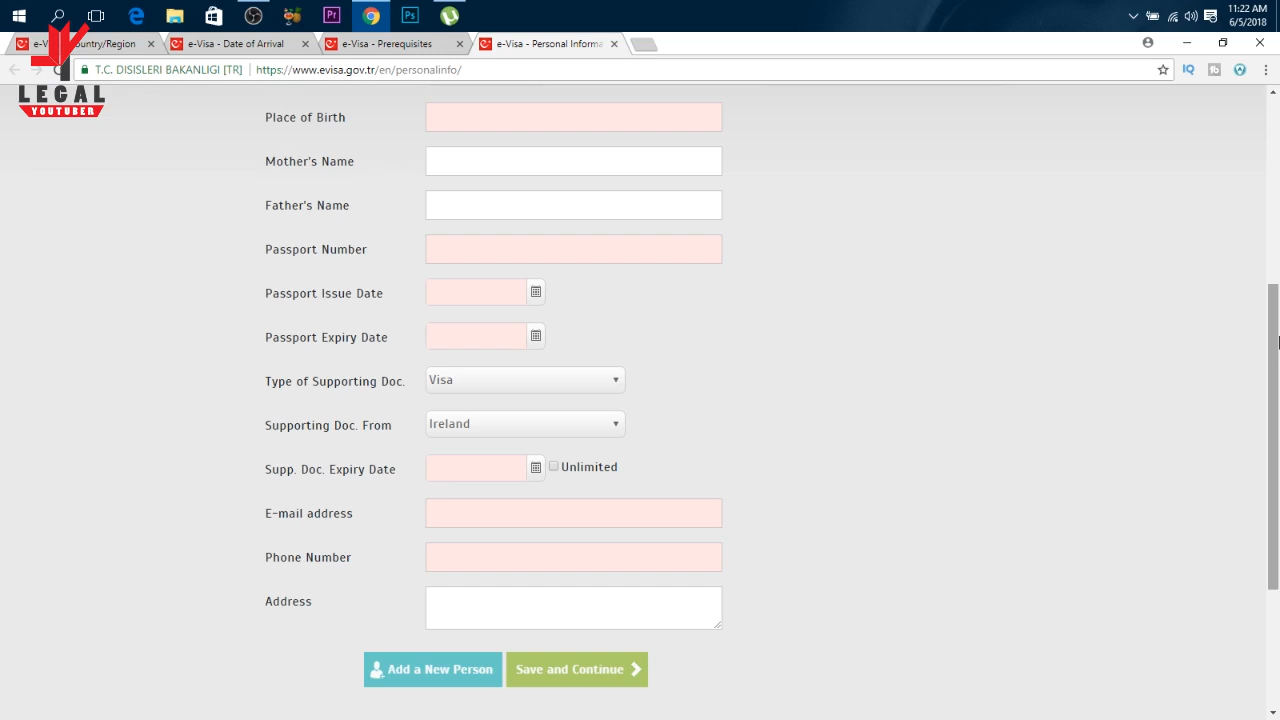 11:22 AM
6/5/2018
e-V
ountry/Region
e-Visa - Date of Arrival
e-Visa - Prerequisites
e-Visa - Personal Informa
T.C. DISISLERI BAKANLIGI [TR] https://www.evisa.gov.tr/en/personalinfo/
LEGAL
YOUTUBER
Place of Birth
Mother's Name
Father's Name
Passport Number
Passport Issue Date
Passport Expiry Date
Type of Supporting Doc. Visa
Supporting Doc. From Ireland
Supp. Doc. Expiry Date Unlimited
E-mail address
Phone Number
Address
Add a New Person Save and Continue